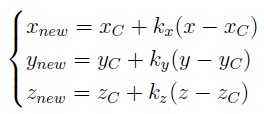 x_{new} = x_C + k_x(x − x_C)
y_{new} = y_C + k_y(y − y_C)
z_{new} = z_C + k_z(z − z_C)